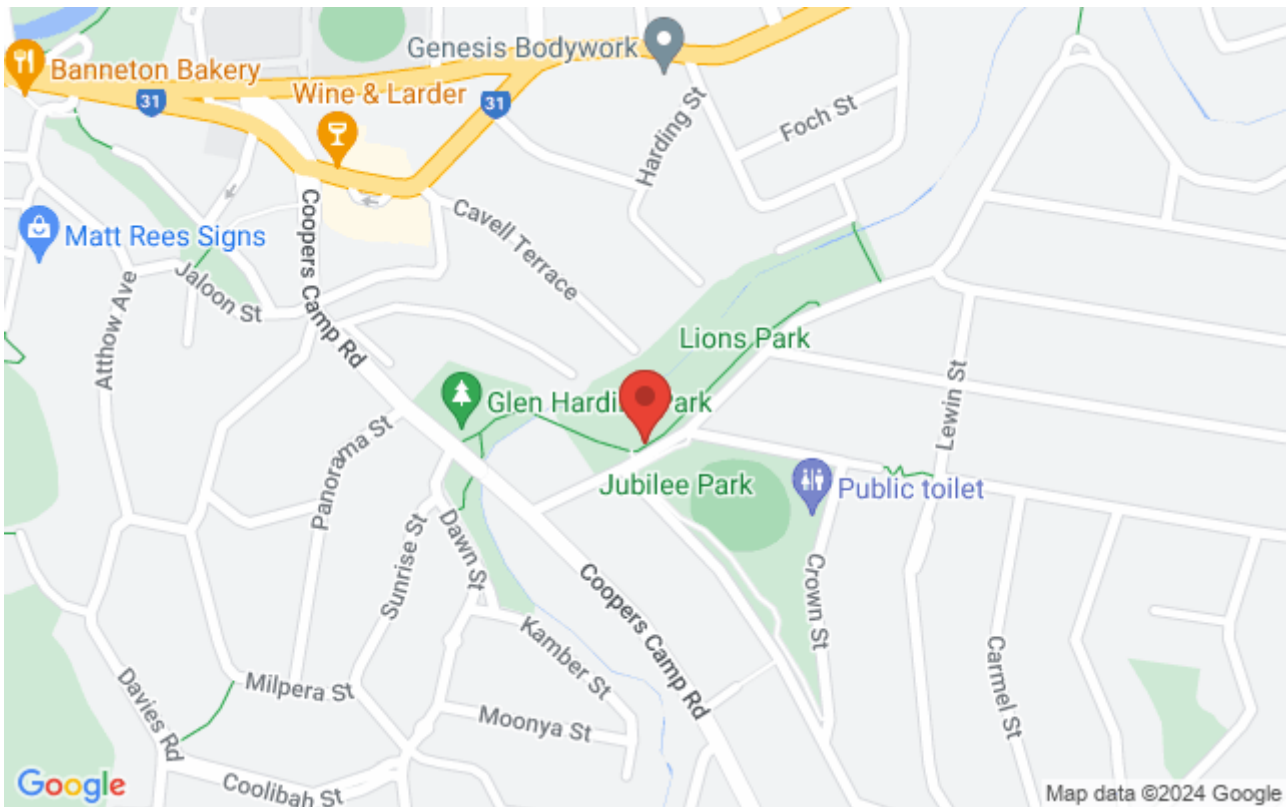 Genesis Bodywork
Banneton Bakery
31
Wine & Larder
31
Harding St
Foch St
Coopers Camp Rd
Cavell Terrace
Matt Rees Signs
Jaloon St
Atthow Ave
Lions Park
Panorama St
Lewin St
Jubilee Park
Public toilet
Sunrise St
Dawn St
Coopers Camp Rd
Crown St
Kamber St
Carmel St
Milpera St
Davies Rd
Moonya St
Coolibah St
Google
Map data ©2024 Google